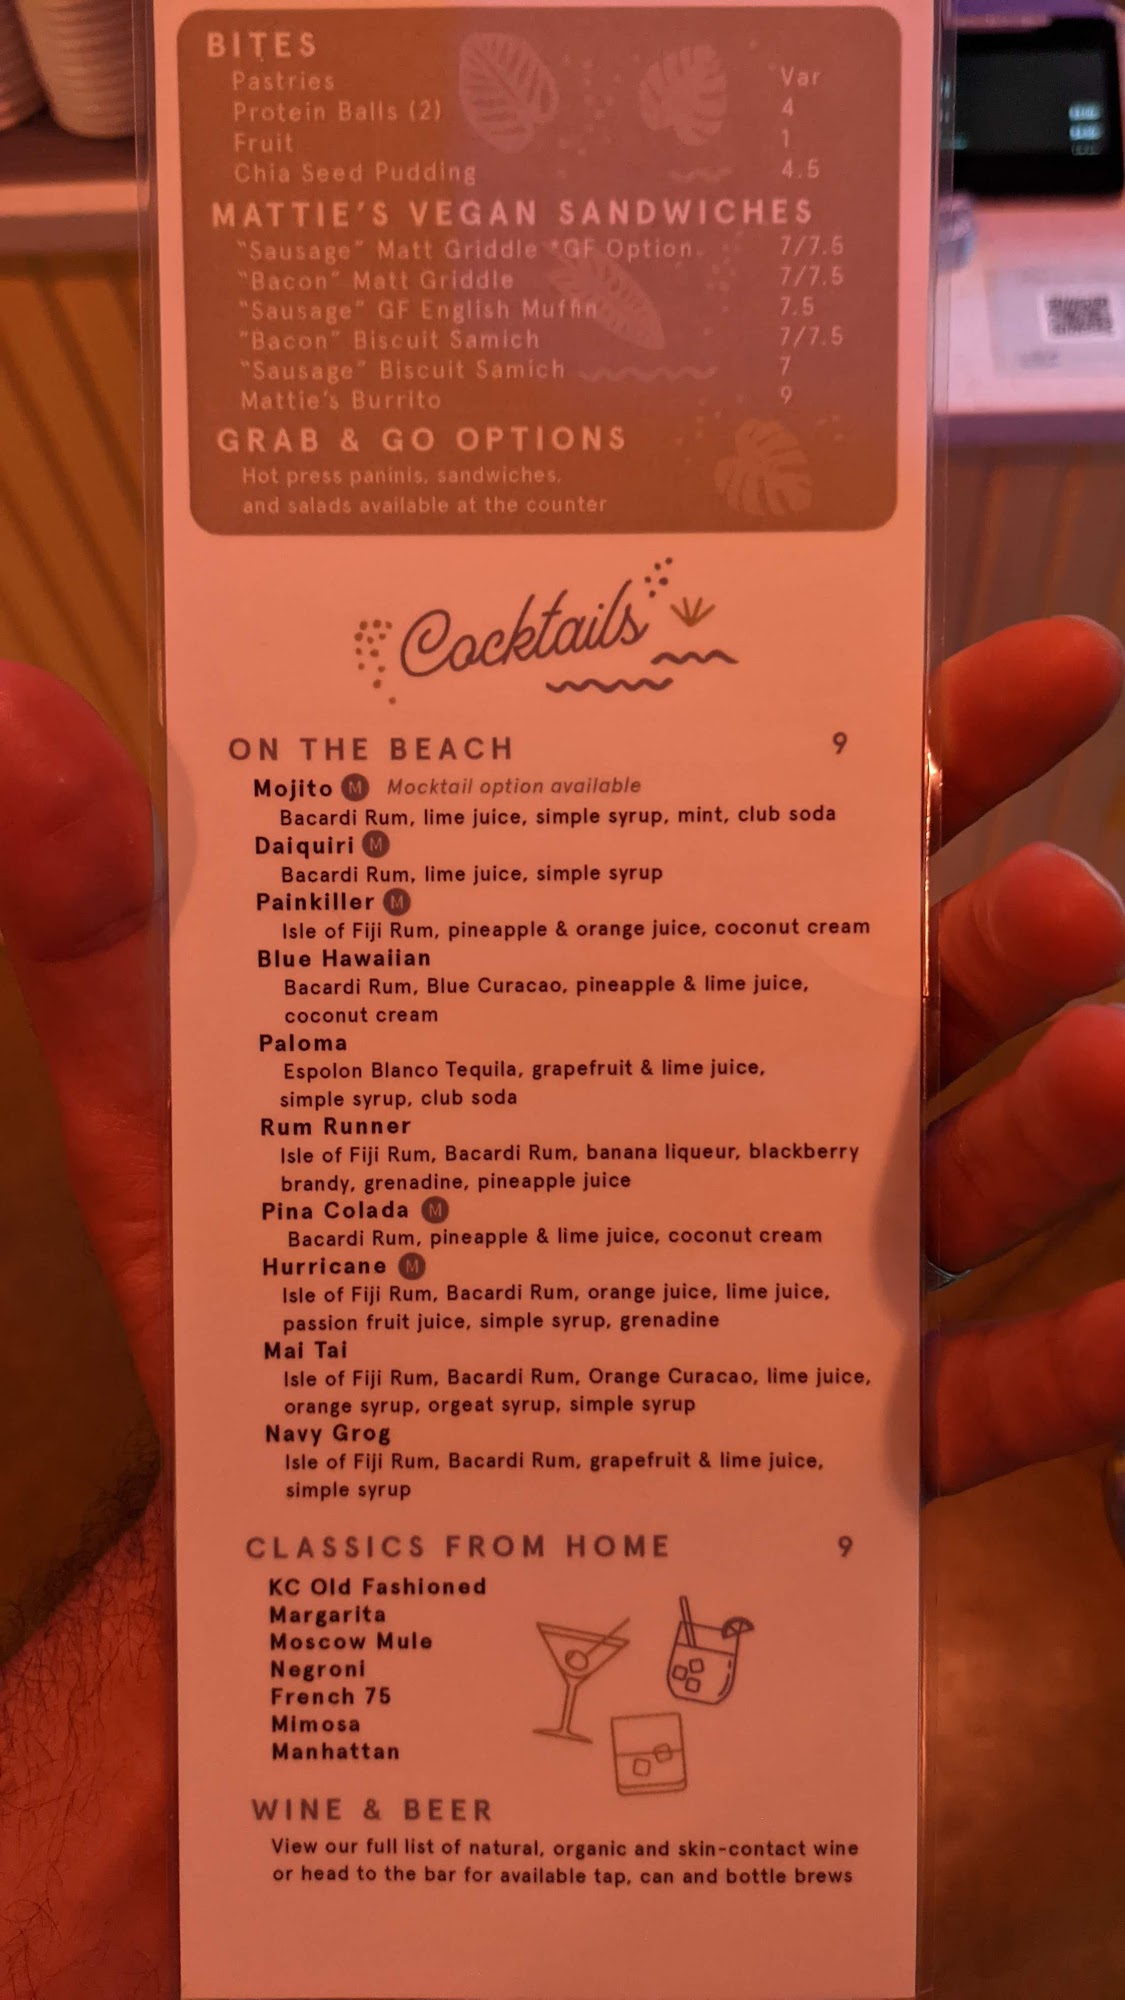 BITES
Pastries Var
Protein Balls (2) 4
Fruit 1
Chia Seed Pudding 4.5
MATTIE'S VEGAN SANDWICHES
"Sausage" Matt Griddle *GF Option 7/7.5
"Bacon" Matt Griddle 7/7.5
"Sausage" GF English Muffin 7.5
"Bacon" Biscuit Samich 7/7.5
"Sausage" Biscuit Samich 7
Mattie's Burrito 9
GRAB & GO OPTIONS
Hot press paninis, sandwiches,
and salads available at the counter
Cocktails
ON THE BEACH 9
Mojito M Mocktail option available
Bacardi Rum, lime juice, simple syrup, mint, club soda
Daiquiri M
Bacardi Rum, lime juice, simple syrup
Painkiller M
Isle of Fiji Rum, pineapple & orange juice, coconut cream
Blue Hawaiian
Bacardi Rum, Blue Curacao, pineapple & lime juice,
coconut cream
Paloma
Espolon Blanco Tequila, grapefruit & lime juice,
simple syrup, club soda
Rum Runner
Isle of Fiji Rum, Bacardi Rum, banana liqueur, blackberry
brandy, grenadine, pineapple juice
Pina Colada M
Bacardi Rum, pineapple & lime juice, coconut cream
Hurricane M
Isle of Fiji Rum, Bacardi Rum, orange juice, lime juice,
passion fruit juice, simple syrup, grenadine
Mai Tai
Isle of Fiji Rum, Bacardi Rum, Orange Curacao, lime juice,
orange syrup, orgeat syrup, simple syrup
Navy Grog
Isle of Fiji Rum, Bacardi Rum, grapefruit & lime juice,
simple syrup
CLASSICS FROM HOME 9
KC Old Fashioned
Margarita
Moscow Mule
Negroni
French 75
Mimosa
Manhattan
WINE & BEER
View our full list of natural, organic and skin-contact wine
or head to the bar for available tap, can and bottle brews